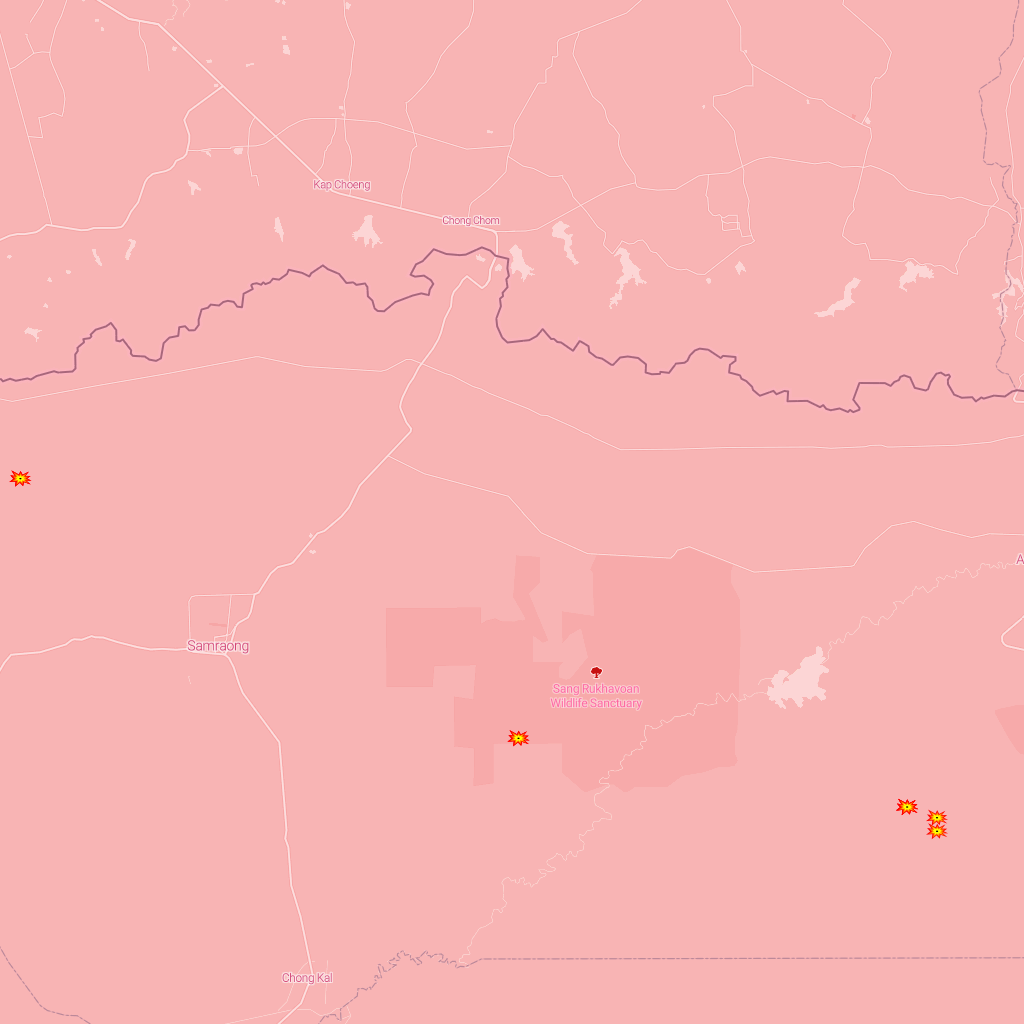 Kap Choeng
Chong Chom
Samraong
Sang Rukhavoan
Wildlife Sanctuary
Chong Kal